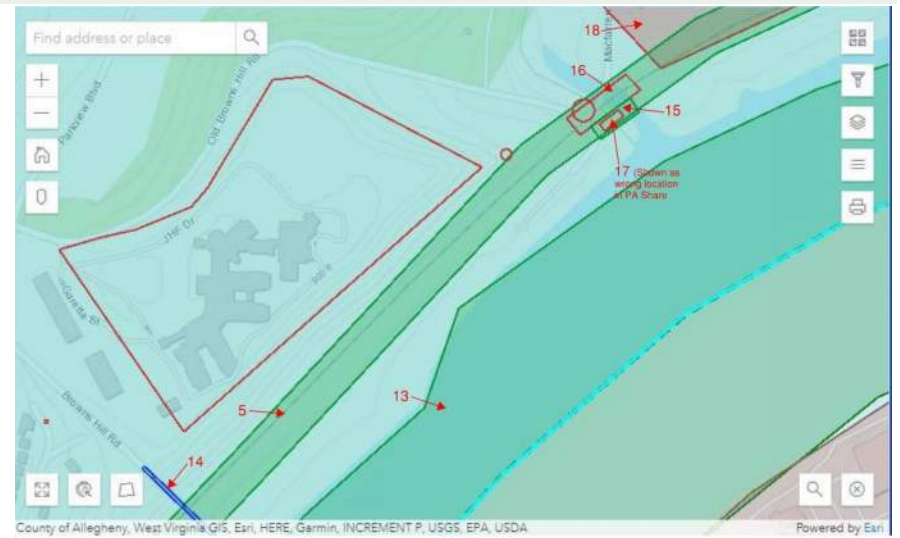 Find address or place
18
Macfarlane
16
15
17 (Shown as
wrong location
in PA Share
Parkview Blvd
Old Browns Hill Rd
JHF Dr
Garetta St
5
13
Browns Hill Rd
14
County of Allegheny, West Virginia GIS, Esri, HERE, Garmin, INCREMENT P, USGS, EPA, USDA
Powered by Esri